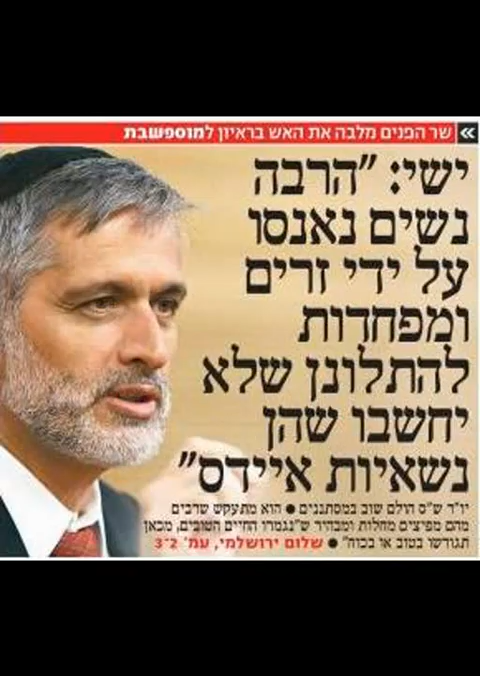 שר הפנים מלבה את האש בראיון למוספשבת
ישי: "הרבה
נשים נאנסו
על ידי זרים
ומפחדות
להתלונן שלא
יחשבו שהן
נשאיות איידס"
יו"ר ש"ס הולם שוב במסתננים ● הוא מתעקש שרבים
מהם מפיצים מחלות ומבהיר ש"נגמרו החיים הטובים, מכאן
תגורשו בטוב או בכוח" ● שלום ירושלמי, עמ' 2־3